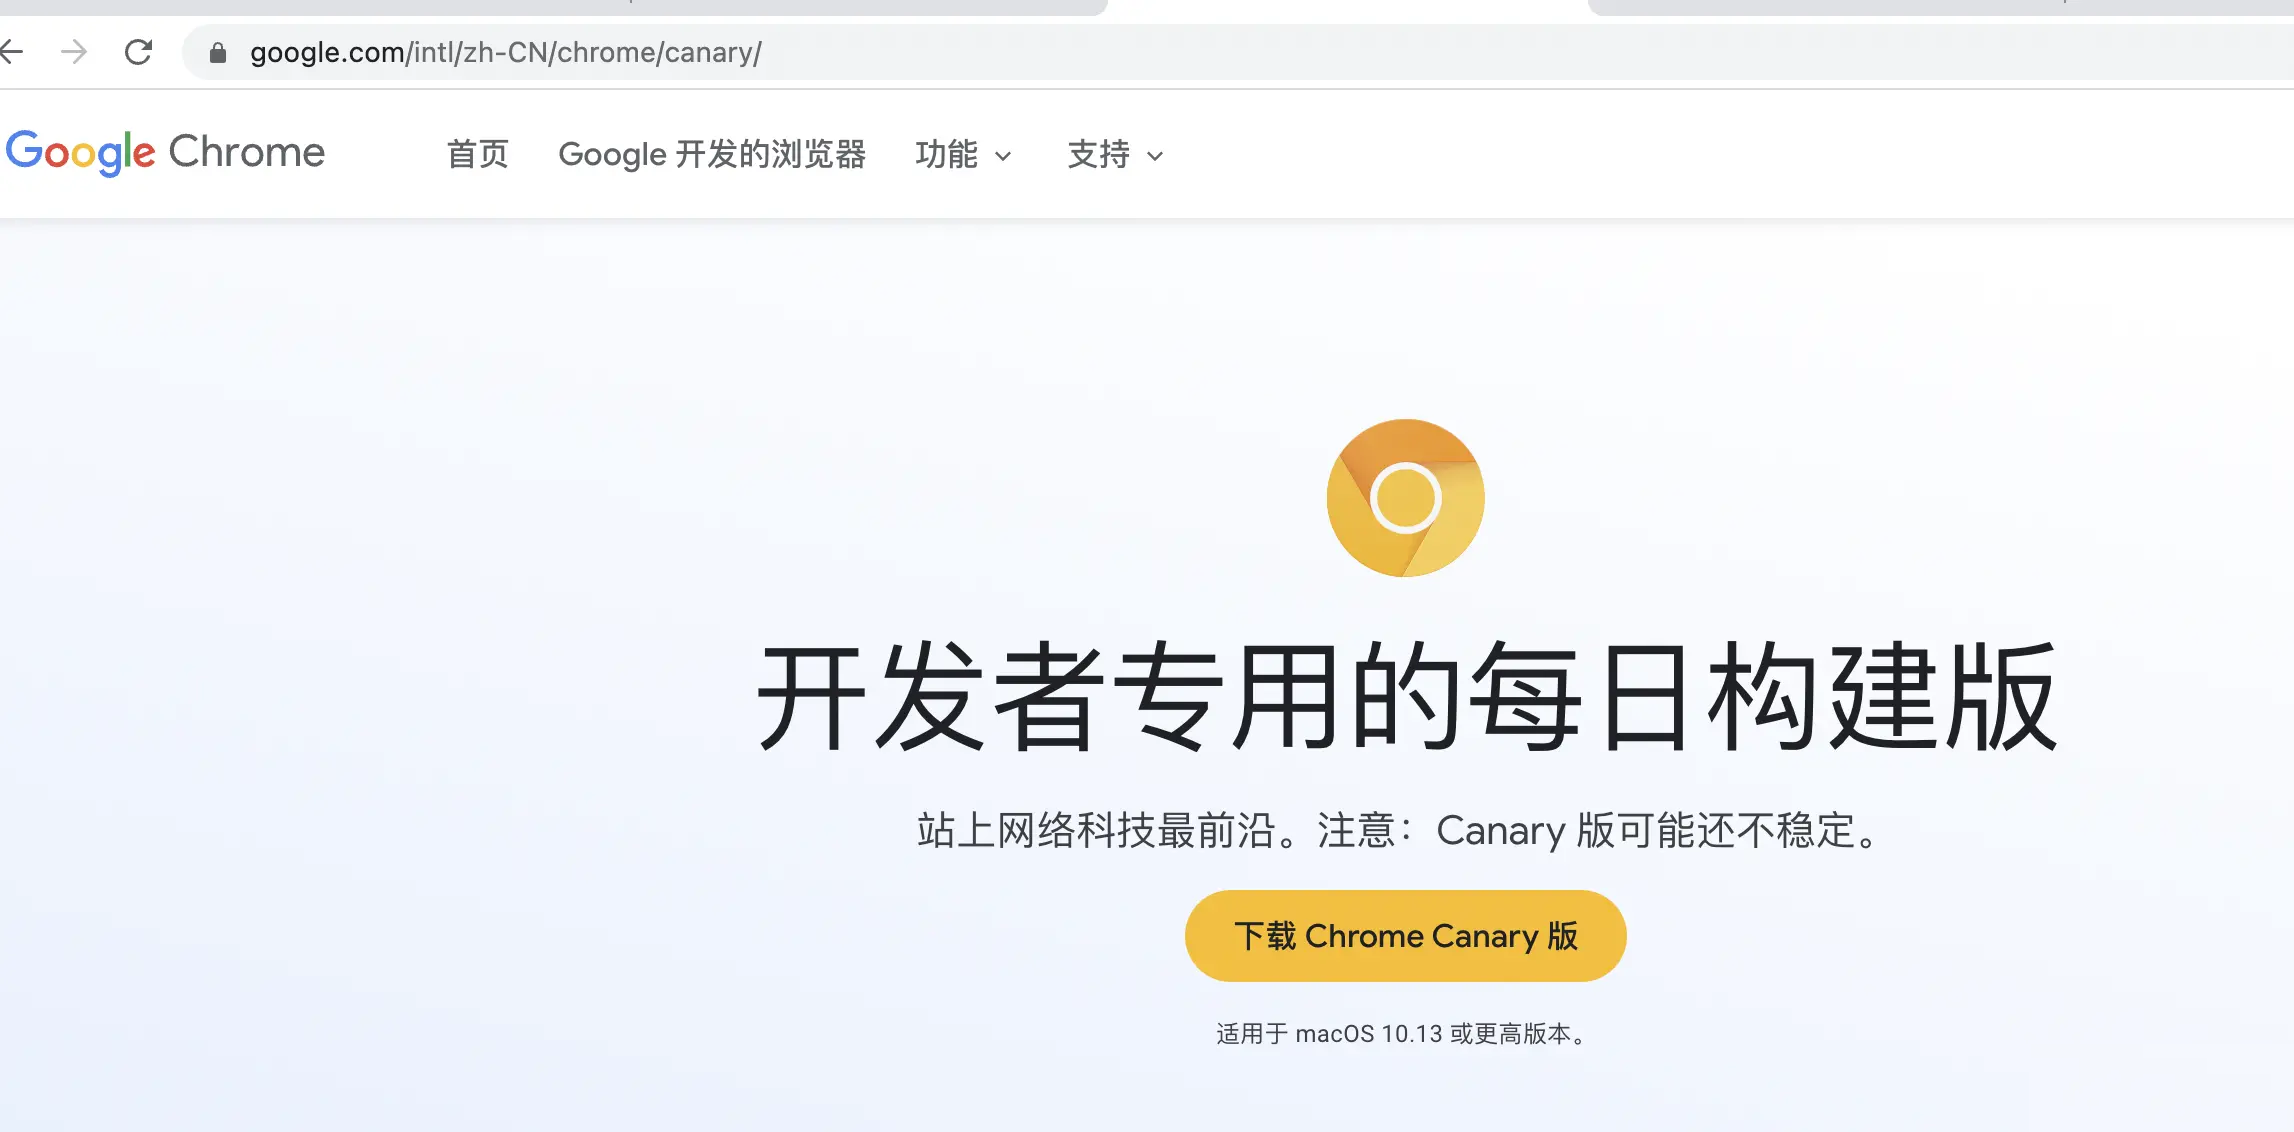 google.com/intl/zh-CN/chrome/canary/
Google Chrome 首页 Google 开发的浏览器 功能 支持
开发者专用的每日构建版
站上网络科技最前沿。注意：Canary 版可能还不稳定。
下载 Chrome Canary 版
适用于 macOS 10.13 或更高版本。